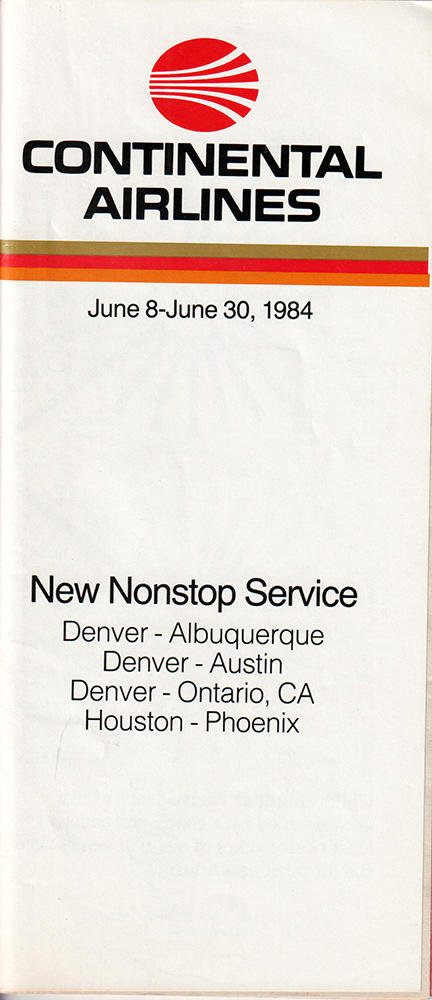 CONTINENTAL
AIRLINES
June 8-June 30, 1984
New Nonstop Service
Denver - Albuquerque
Denver - Austin
Denver - Ontario, CA
Houston - Phoenix